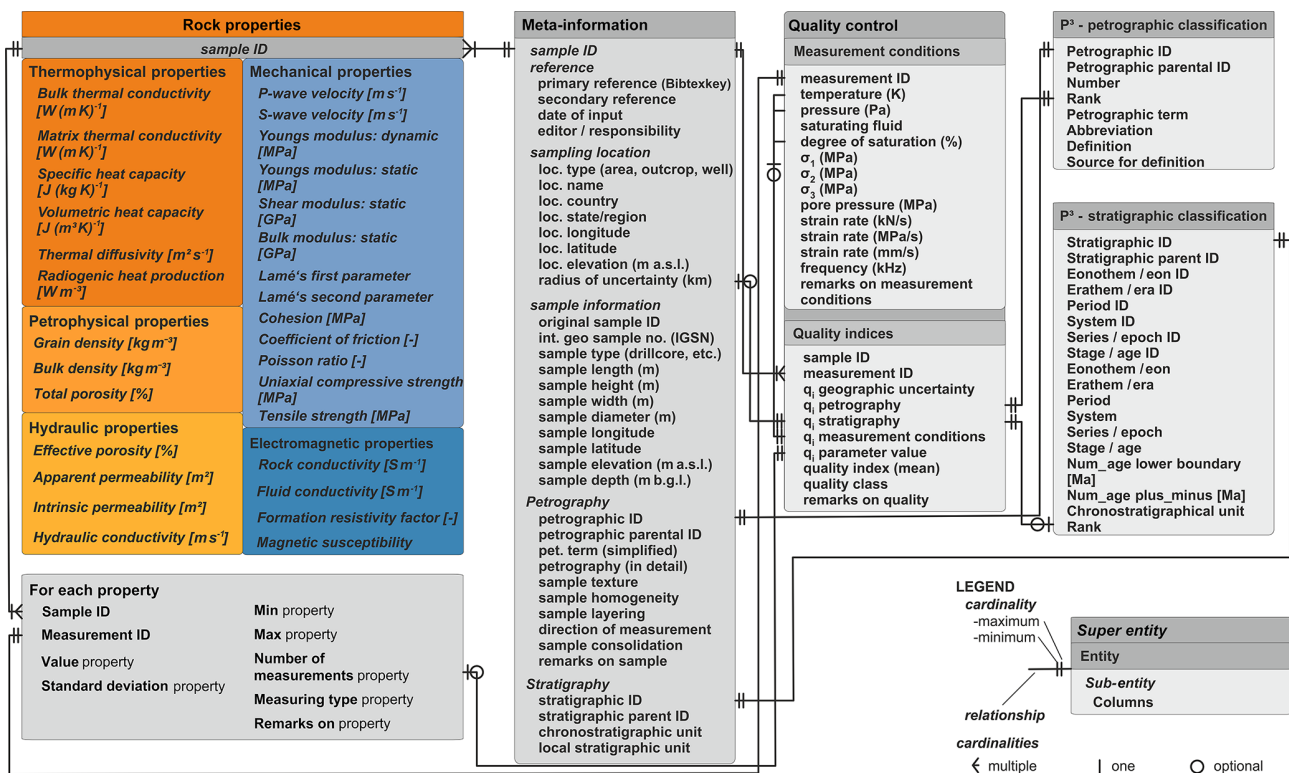 Rock properties
sample ID
Thermophysical properties
Bulk thermal conductivity
[W (m K)⁻¹]
Matrix thermal conductivity
[W (m K)⁻¹]
Specific heat capacity
[J (kg K)⁻¹]
Volumetric heat capacity
[J (m³ K)⁻¹]
Thermal diffusivity [m² s⁻¹]
Radiogenic heat production
[W m⁻³]
Petrophysical properties
Grain density [kg m⁻³]
Bulk density [kg m⁻³]
Total porosity [%]
Hydraulic properties
Effective porosity [%]
Apparent permeability [m²]
Intrinsic permeability [m²]
Hydraulic conductivity [m s⁻¹]
Mechanical properties
P-wave velocity [m s⁻¹]
S-wave velocity [m s⁻¹]
Youngs modulus: dynamic
[MPa]
Youngs modulus: static
[MPa]
Shear modulus: static
[GPa]
Bulk modulus: static
[GPa]
Lamé‘s first parameter
Lamé‘s second parameter
Cohesion [MPa]
Coefficient of friction [-]
Poisson ratio [-]
Uniaxial compressive strength
[MPa]
Tensile strength [MPa]
Electromagnetic properties
Rock conductivity [S m⁻¹]
Fluid conductivity [S m⁻¹]
Formation resistivity factor [-]
Magnetic susceptibility
For each property
Sample ID
Measurement ID
Value property
Standard deviation property
Min property
Max property
Number of
measurements property
Measuring type property
Remarks on property
Meta-information
sample ID
reference
primary reference (Bibtexkey)
secondary reference
date of input
editor / responsibility
sampling location
loc. type (area, outcrop, well)
loc. name
loc. country
loc. state/region
loc. longitude
loc. latitude
loc. elevation (m a.s.l.)
radius of uncertainty (km)
sample information
original sample ID
int. geo sample no. (IGSN)
sample type (drillcore, etc.)
sample length (m)
sample height (m)
sample width (m)
sample diameter (m)
sample longitude
sample latitude
sample elevation (m a.s.l.)
sample depth (m b.g.l.)
Petrography
petrographic ID
petrographic parental ID
pet. term (simplified)
petrography (in detail)
sample texture
sample homogeneity
sample layering
direction of measurement
sample consolidation
remarks on sample
Stratigraphy
stratigraphic ID
stratigraphic parent ID
chronostratigraphic unit
local stratigraphic unit
Quality control
Measurement conditions
measurement ID
temperature (K)
pressure (Pa)
saturating fluid
degree of saturation (%)
σ₁ (MPa)
σ₂ (MPa)
σ₃ (MPa)
pore pressure (MPa)
strain rate (kN/s)
strain rate (MPa/s)
strain rate (mm/s)
frequency (kHz)
remarks on measurement
conditions
Quality indices
sample ID
measurement ID
qᵢ geographic uncertainty
qᵢ petrography
qᵢ stratigraphy
qᵢ measurement conditions
qᵢ parameter value
quality index (mean)
quality class
remarks on quality
P³ - petrographic classification
Petrographic ID
Petrographic parental ID
Number
Rank
Petrographic term
Abbreviation
Definition
Source for definition
P³ - stratigraphic classification
Stratigraphic ID
Stratigraphic parent ID
Eonothem / eon ID
Erathem / era ID
Period ID
System ID
Series / epoch ID
Stage / age ID
Eonothem / eon
Erathem / era
Period
System
Series / epoch
Stage / age
Num_age lower boundary
[Ma]
Num_age plus_minus [Ma]
Chronostratigraphical unit
Rank
LEGEND
cardinality
-maximum
-minimum
relationship
Super entity
Entity
Sub-entity
Columns
cardinalities
multiple
one
optional